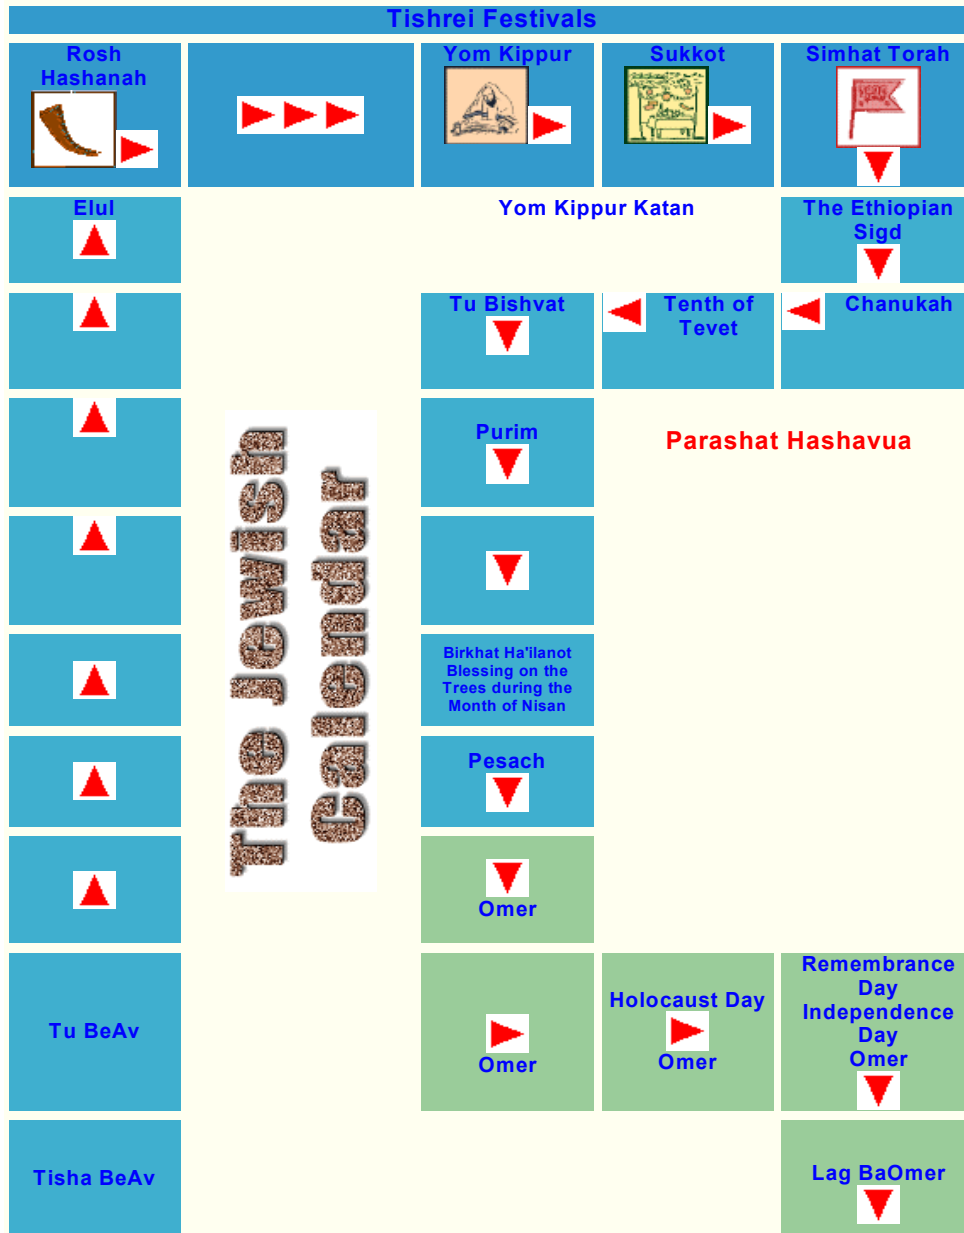 Tishrei Festivals
Rosh
Hashanah
Yom Kippur
Sukkot
Simhat Torah
Elul
Yom Kippur Katan
The Ethiopian
Sigd
Tu Bishvat
Tenth of
Tevet
Chanukah
The Jewish
Calendar
Purim
Parashat Hashavua
Birkhat Ha'ilanot
Blessing on the
Trees during the
Month of Nisan
Pesach
Omer
Tu BeAv
Omer
Holocaust Day
Omer
Remembrance
Day
Independence
Day
Omer
Tisha BeAv
Lag BaOmer